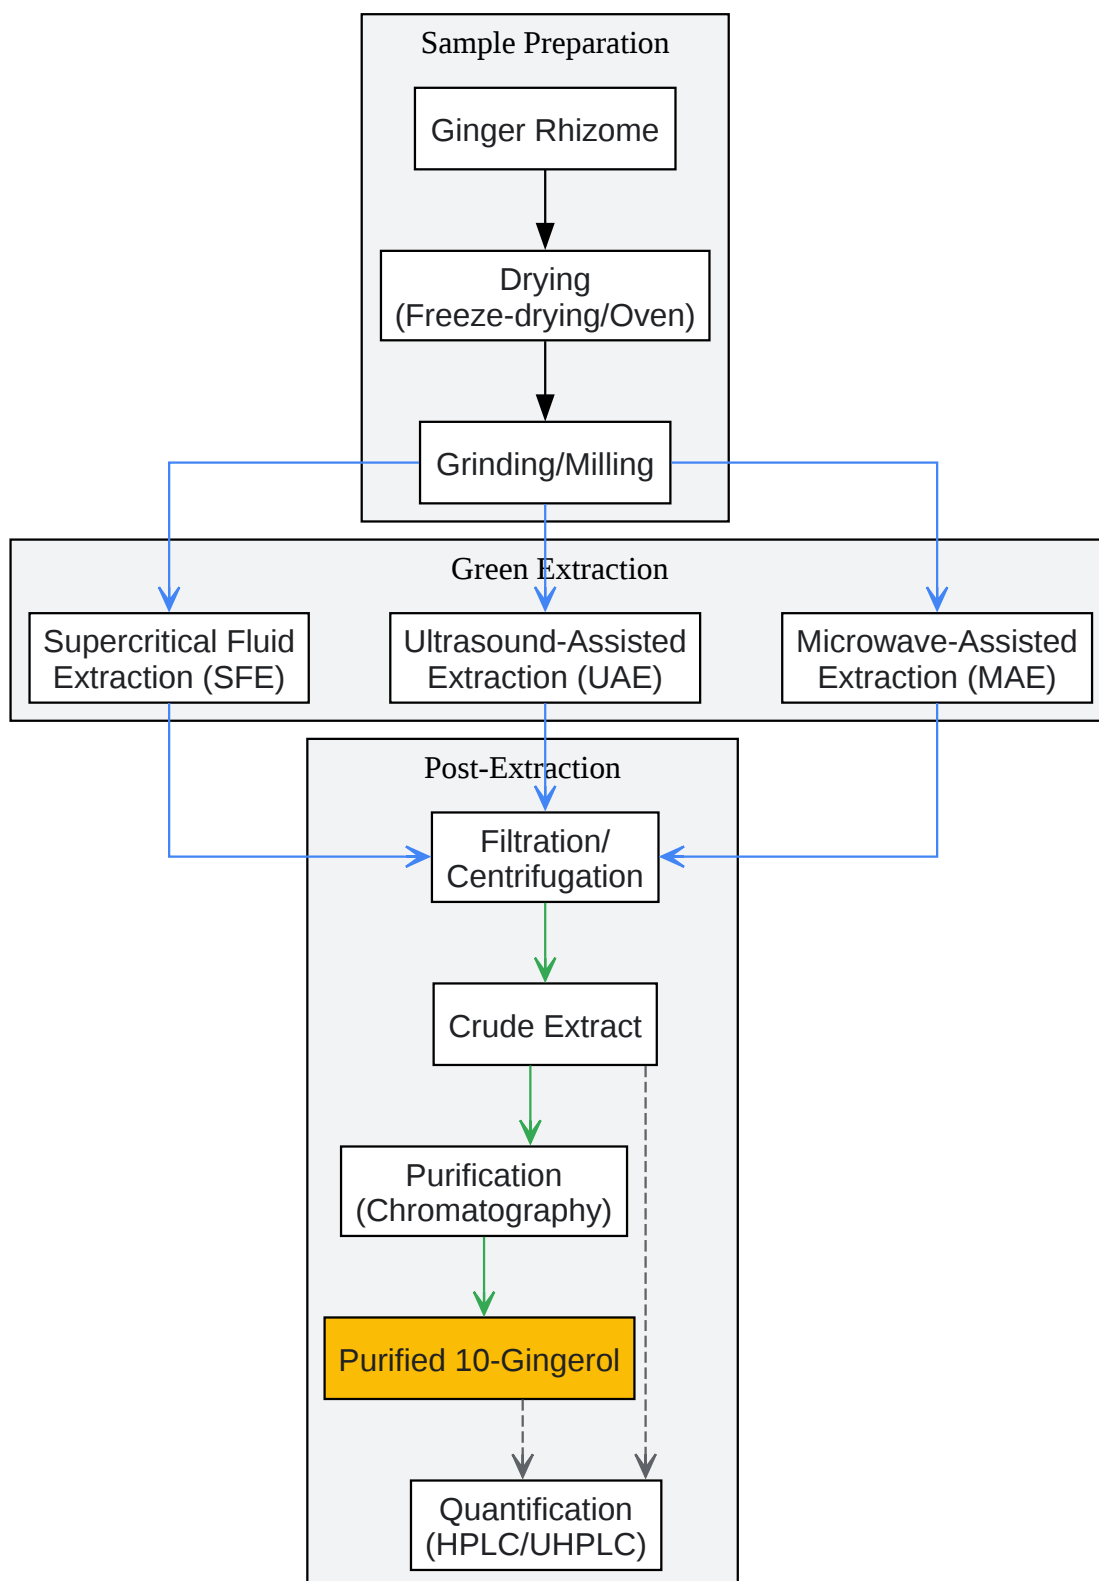 Sample Preparation
Ginger Rhizome
Drying
(Freeze-drying/Oven)
Grinding/Milling
Green Extraction
Supercritical Fluid
Extraction (SFE)
Ultrasound-Assisted
Extraction (UAE)
Microwave-Assisted
Extraction (MAE)
Post-Extraction
Filtration/
Centrifugation
Crude Extract
Purification
(Chromatography)
Purified 10-Gingerol
Quantification
(HPLC/UHPLC)